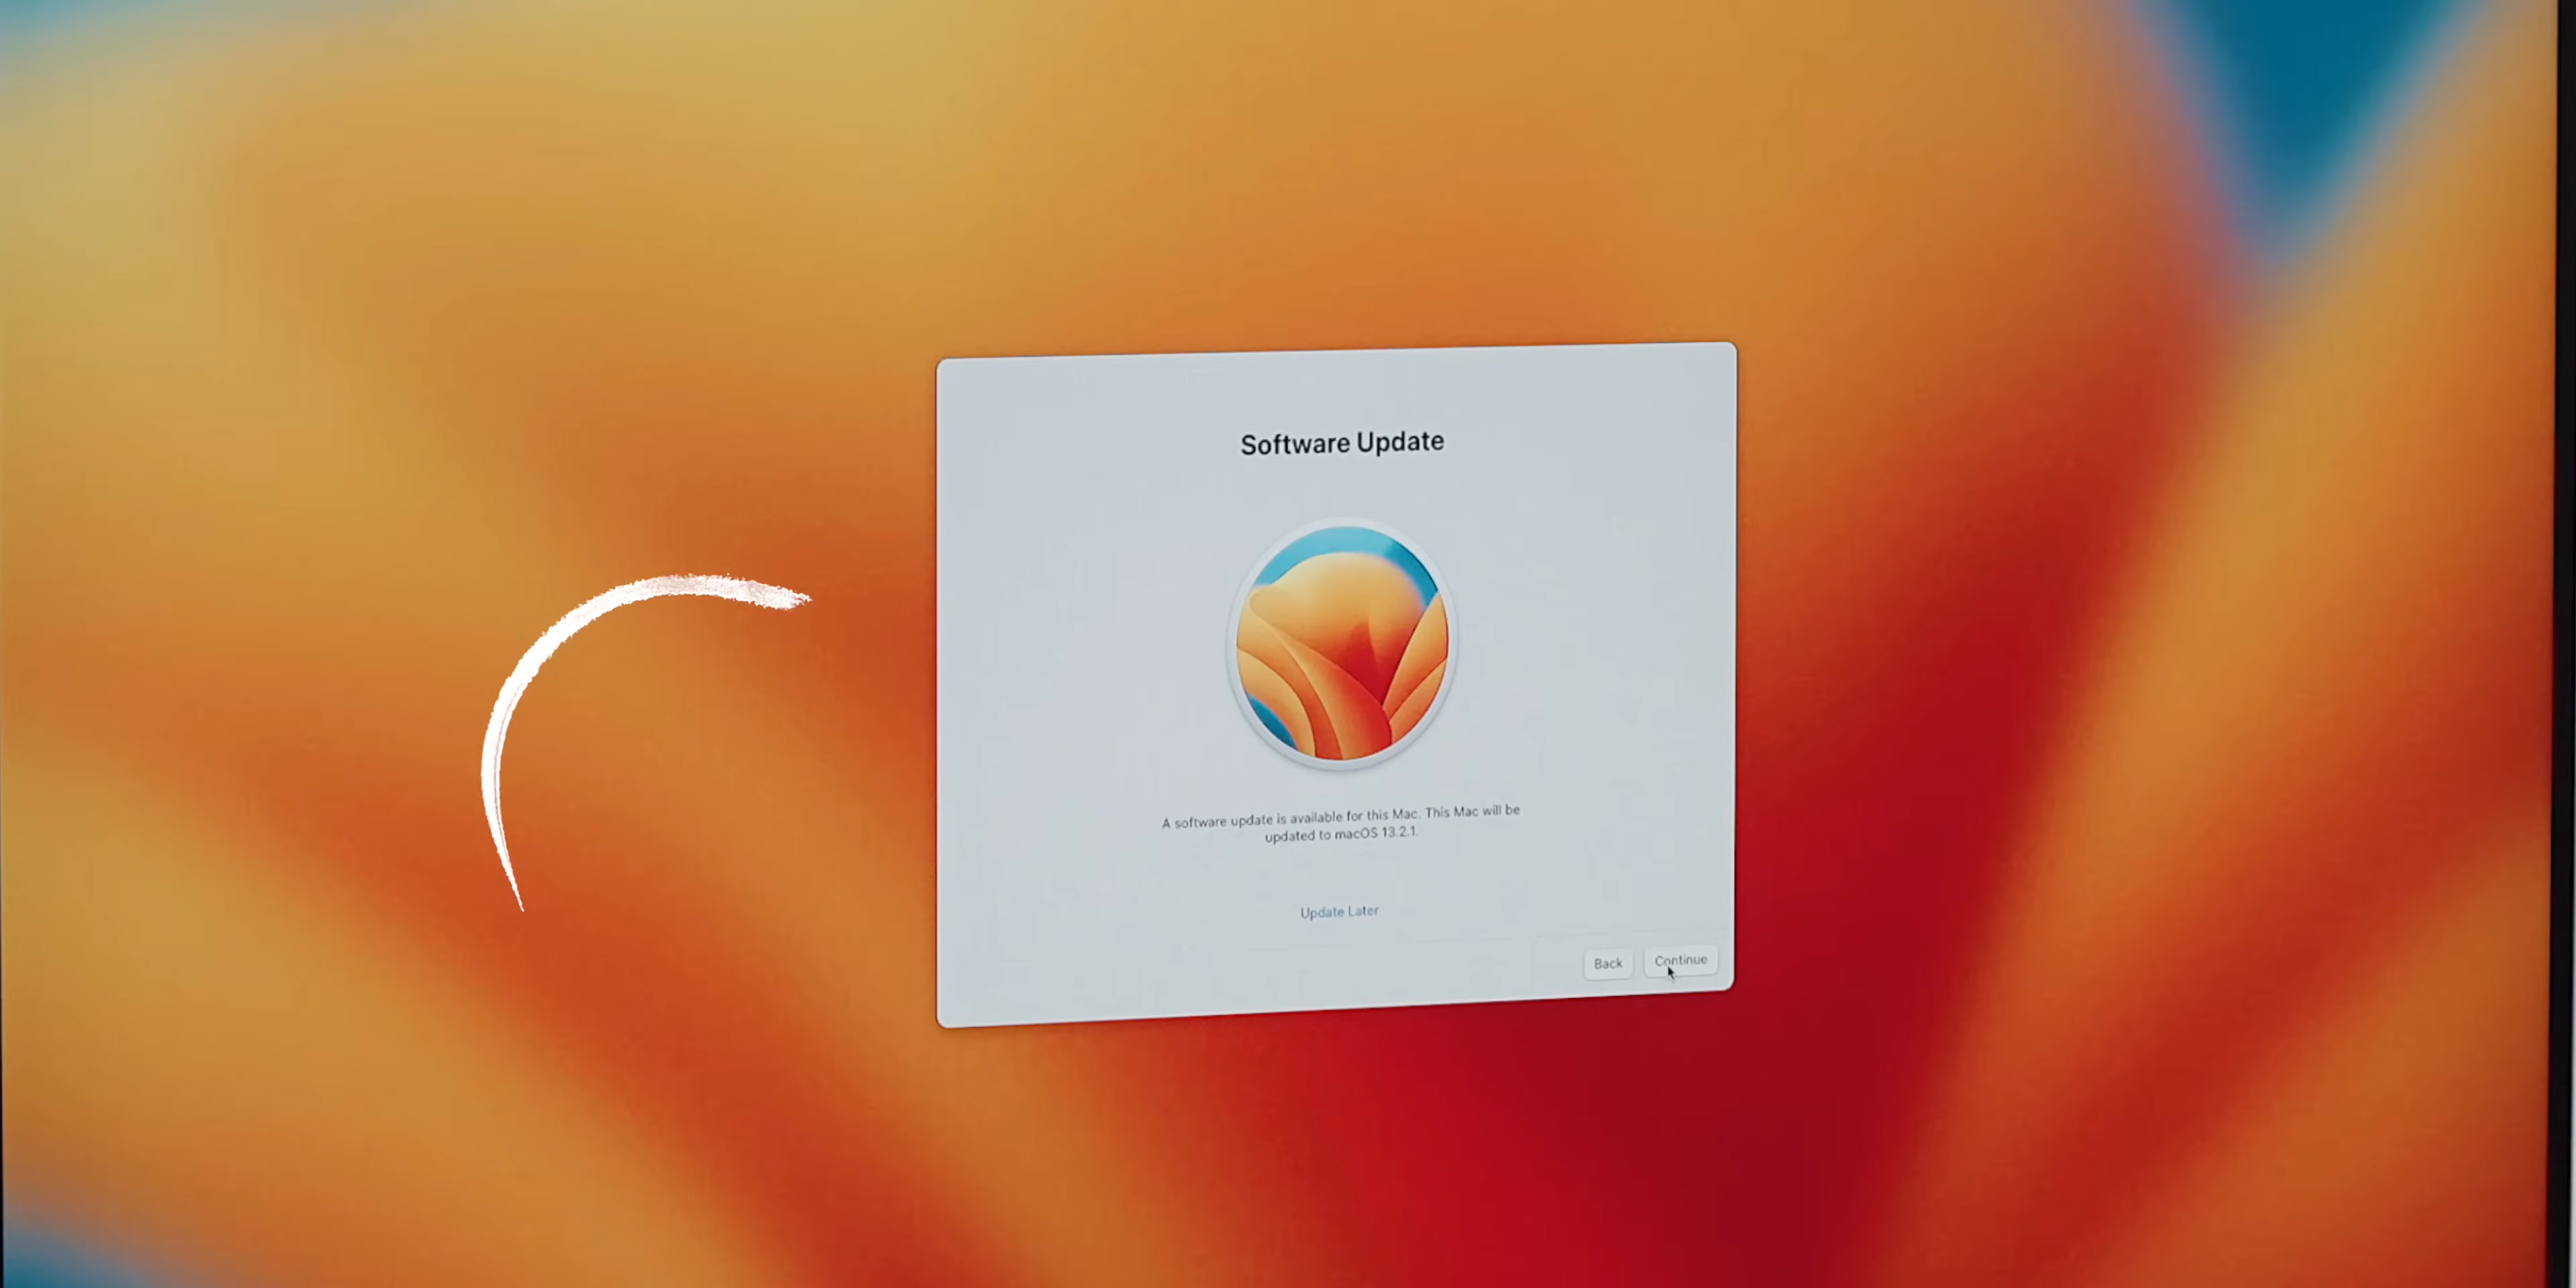 Software Update
A software update is available for this Mac. This Mac will be
updated to macOS 13.2.1.
Update Later
Back
Continue